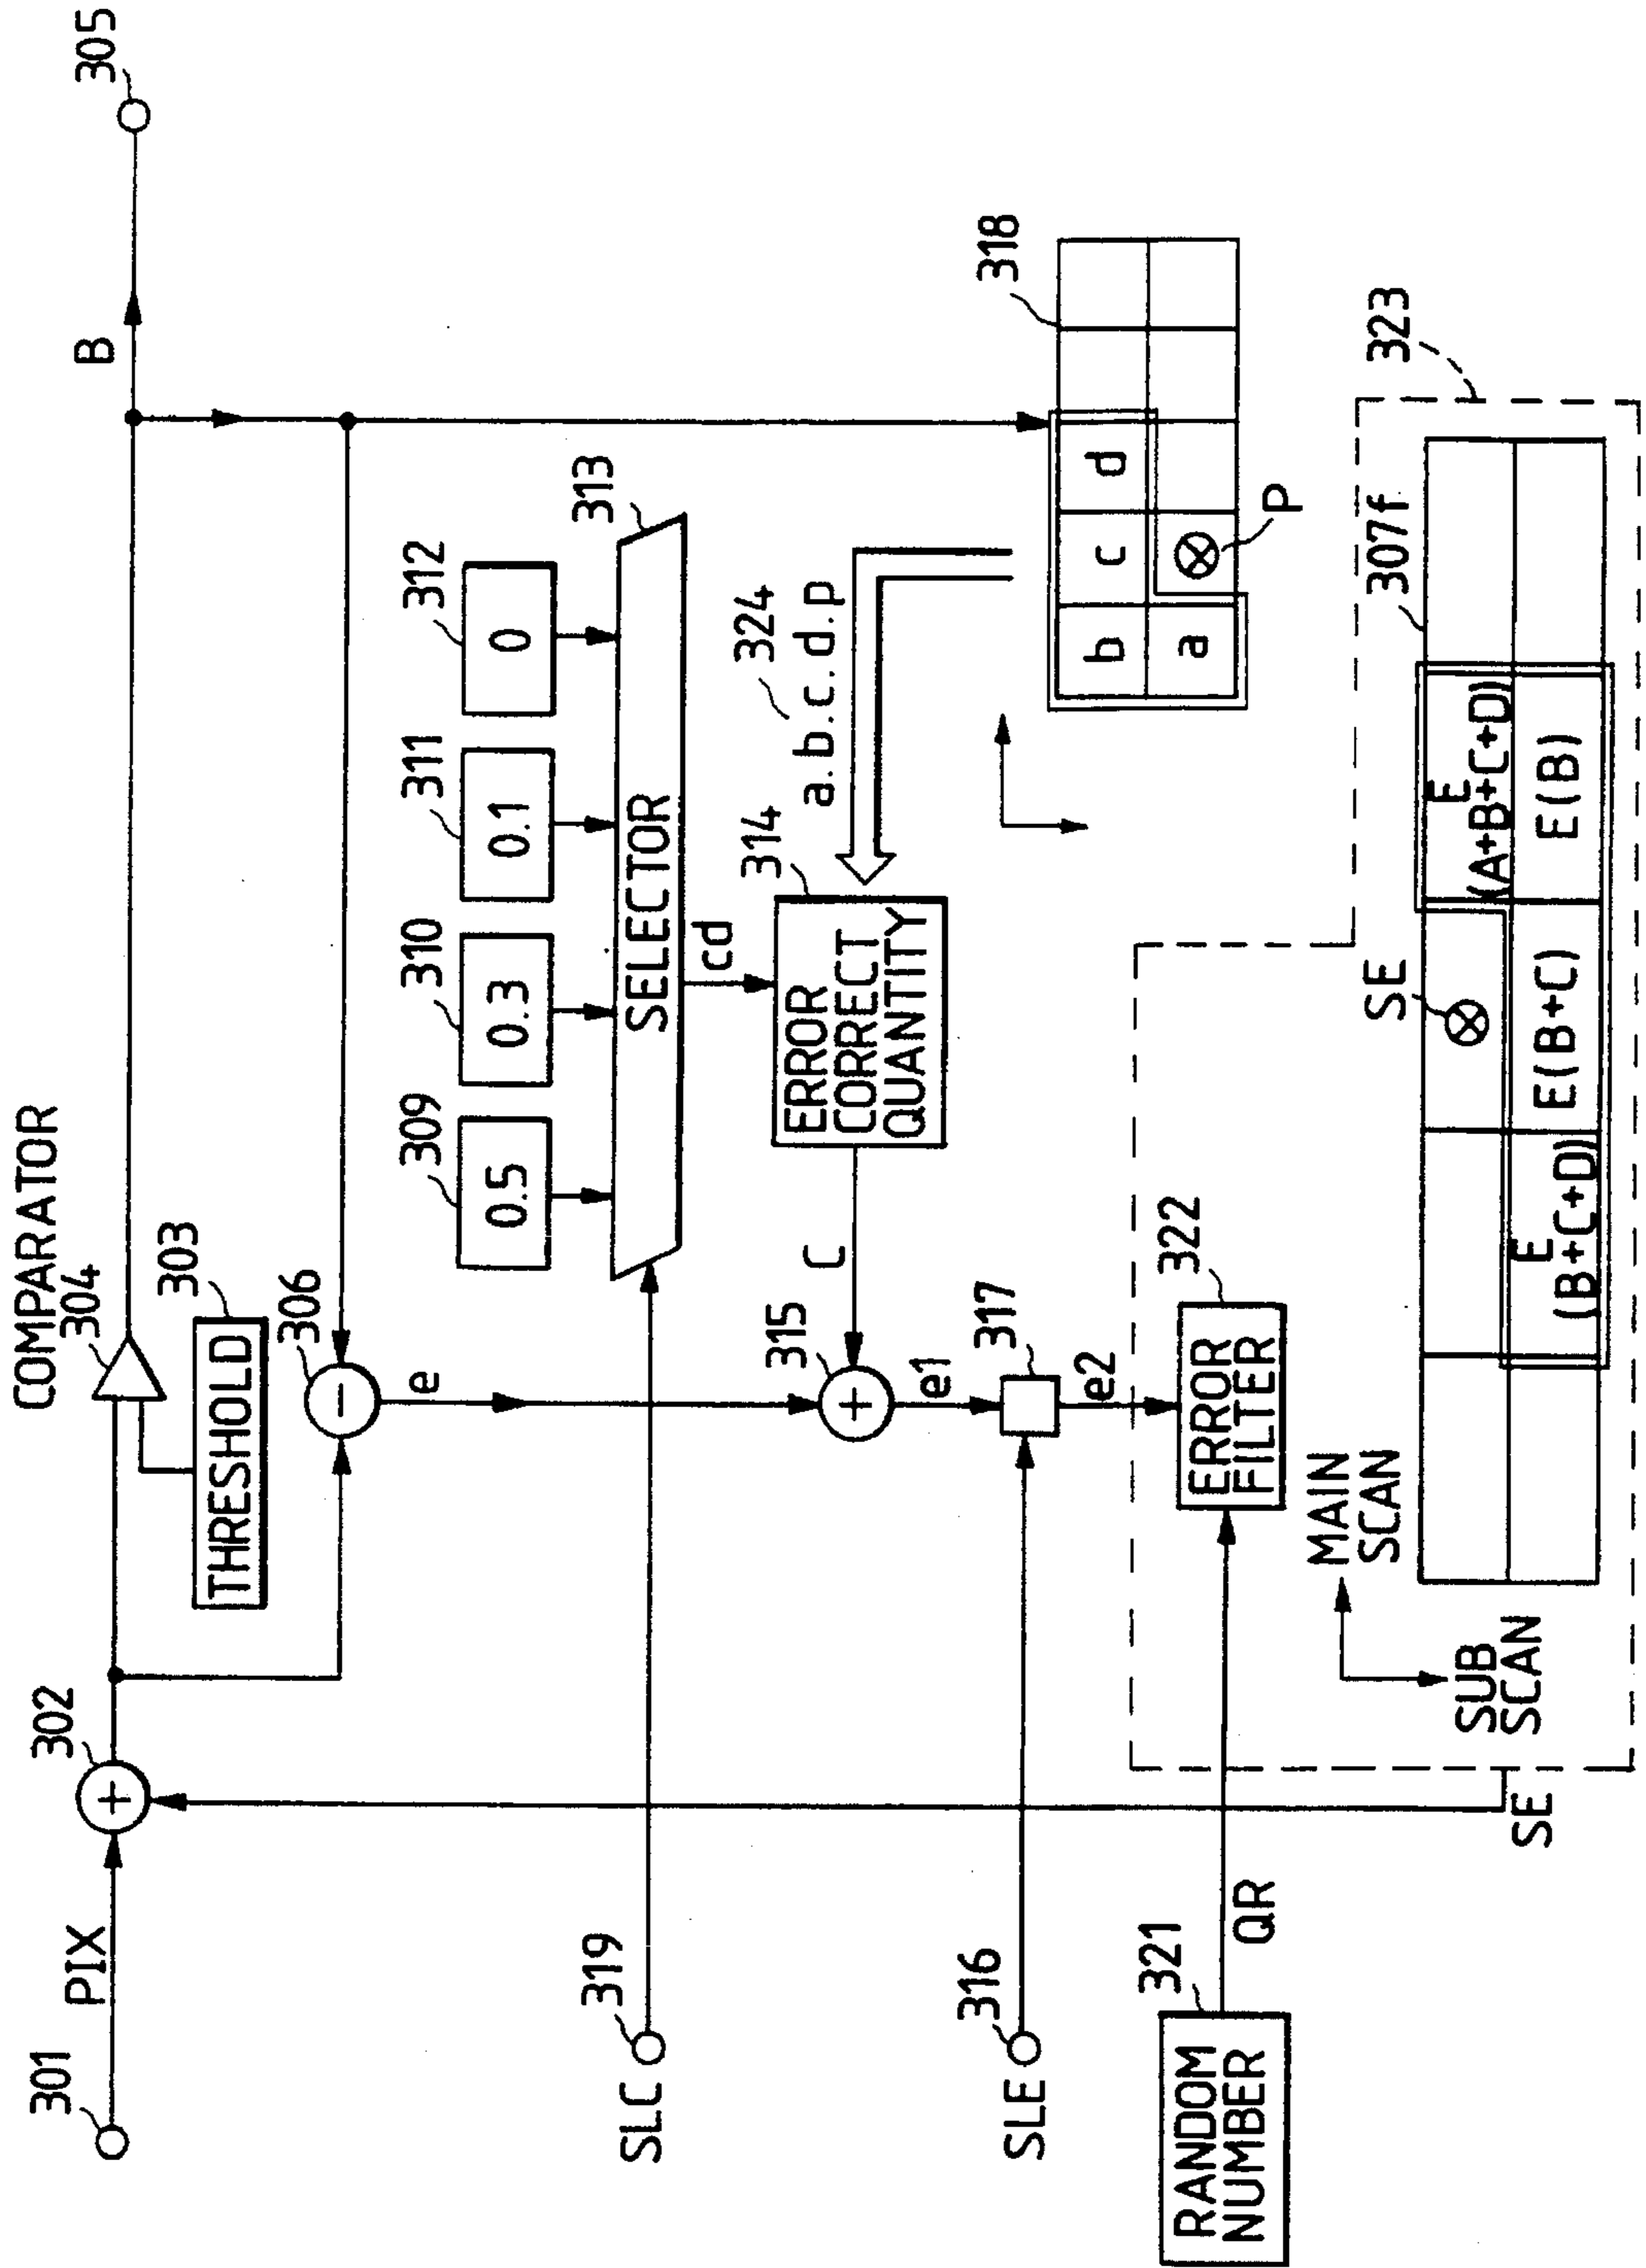 COMPARATOR
301
PIX
302
304
B
305
303
THRESHOLD
306
e
309
0.5
310
0.3
311
0.1
312
0
313
SELECTOR
cd
319
SLC
314
ERROR
CORRECT
QUANTITY
324
a.b.c.d.p
C
315
e1
317
e2
316
SLE
318
b
c
d
a
P
321
RANDOM
NUMBER
QR
322
ERROR
FILTER
323
307f
SE
MAIN
SCAN
SUB
SCAN
E
(A+B+C+D)
E
(B+C+D)
E(B+C)
E(B)
SE